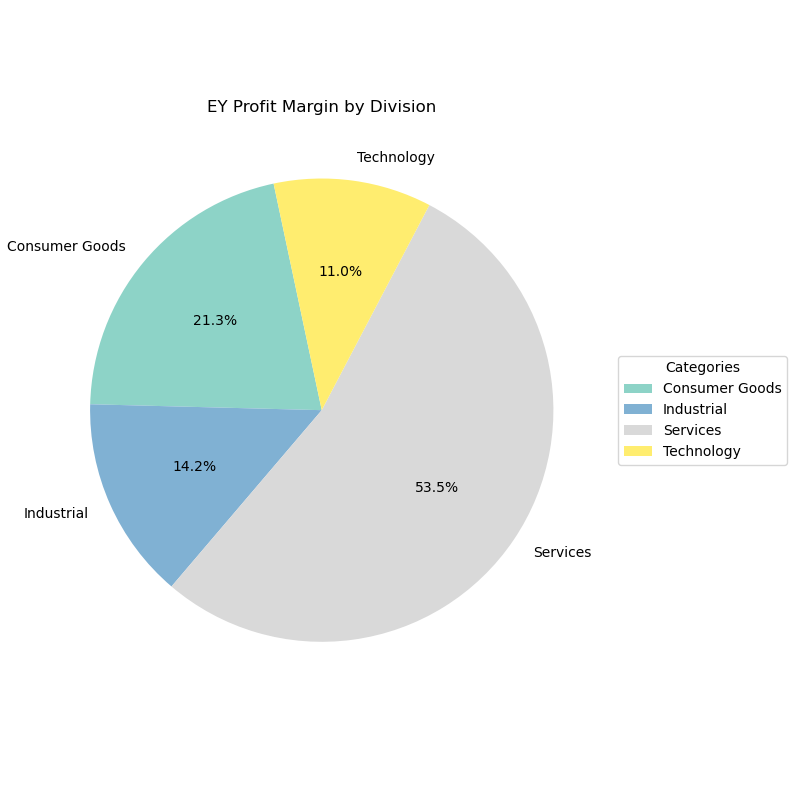 EY Profit Margin by Division
Technology
Consumer Goods
11.0%
21.3%
Categories
Consumer Goods
Industrial
Services
Technology
14.2%
53.5%
Industrial
Services